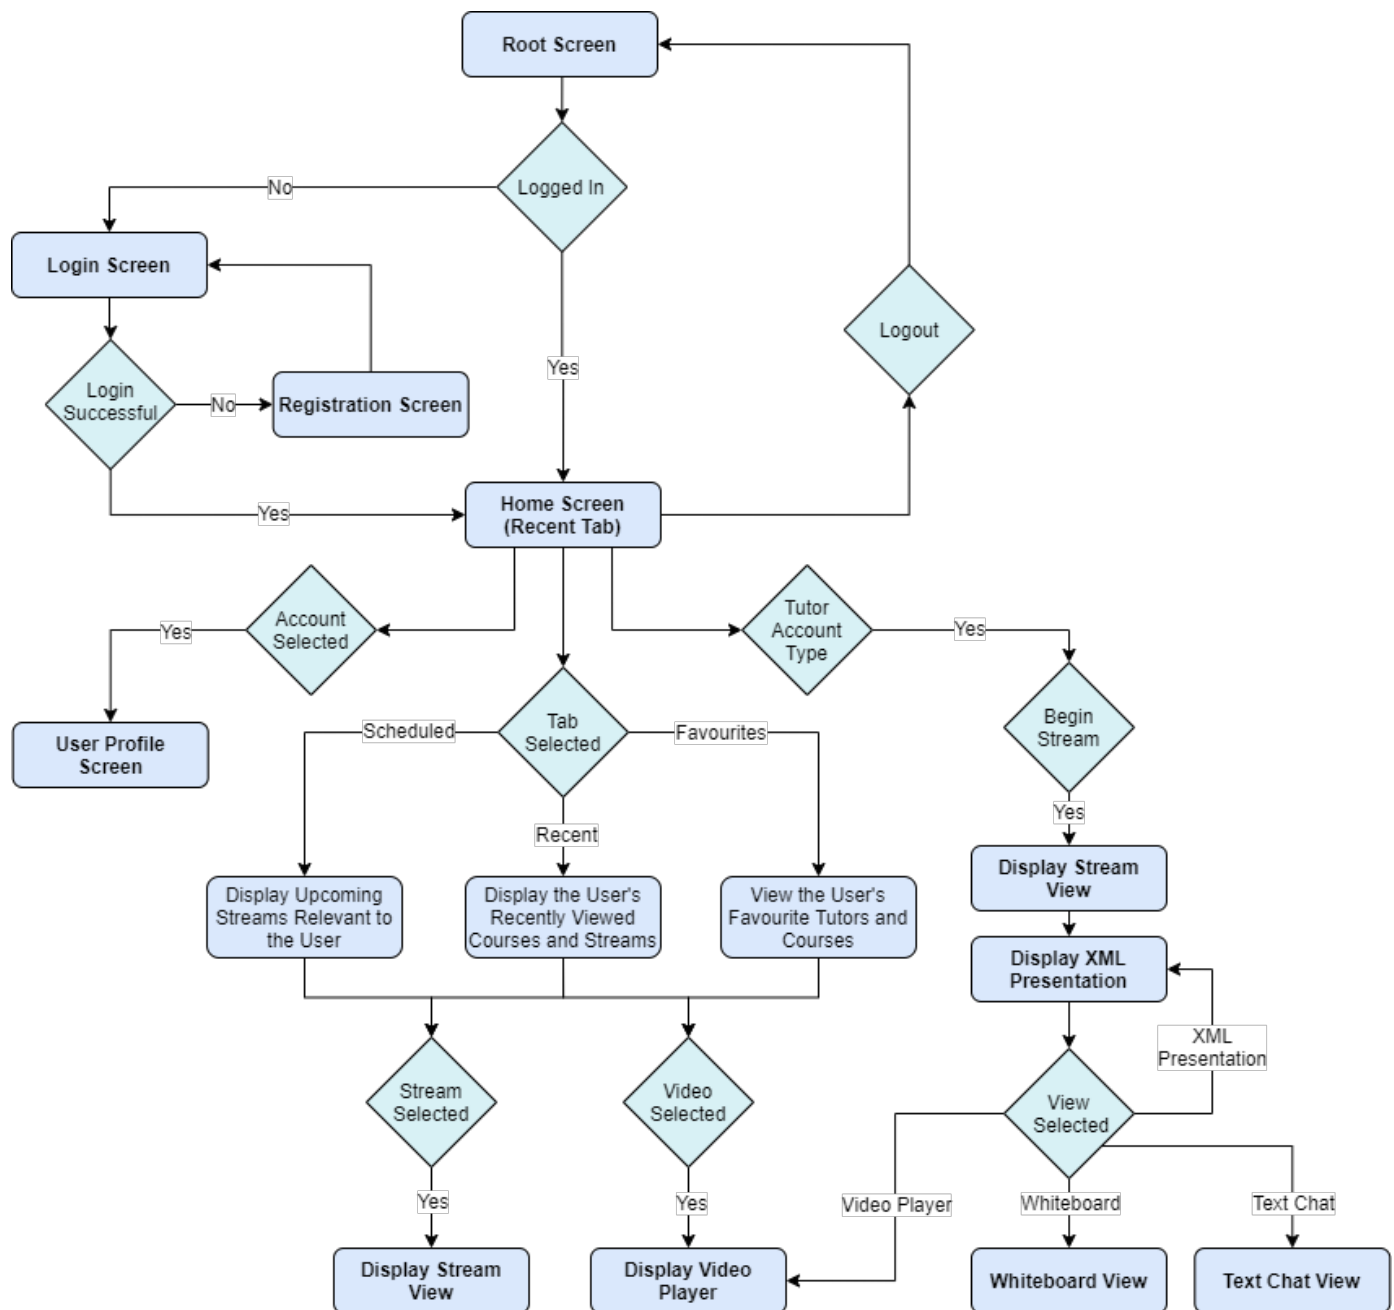 Root Screen
Logged In
No
Login Screen
Logout
Yes
Login
Successful
No
Registration Screen
Yes
Home Screen
(Recent Tab)
Account
Selected
Yes
Tutor
Account
Type
Yes
User Profile
Screen
Scheduled
Tab
Selected
Favourites
Begin
Stream
Recent
Yes
Display Upcoming
Streams Relevant to
the User
Display the User's
Recently Viewed
Courses and Streams
View the User's
Favourite Tutors and
Courses
Display Stream
View
Display XML
Presentation
XML
Presentation
Stream
Selected
Video
Selected
View
Selected
Yes
Yes
Video Player
Whiteboard
Text Chat
Display Stream
View
Display Video
Player
Whiteboard View
Text Chat View